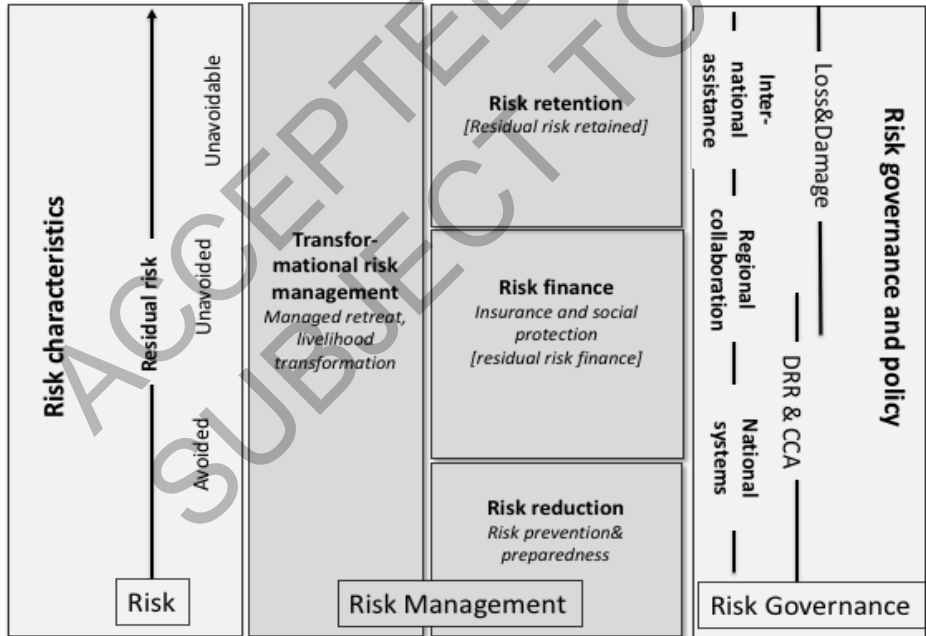 Risk characteristics
Residual risk
Unavoidable
Unavoided
Avoided
Risk
Transfor-
mational risk
management
Managed retreat,
livelihood
transformation
Risk retention
[Residual risk retained]
Risk finance
Insurance and social
protection
[residual risk finance]
Risk reduction
Risk prevention&
preparedness
Risk Management
Inter-
national
assistance
Regional
collaboration
National
systems
Loss&Damage
DRR & CCA
Risk governance and policy
Risk Governance
ACCEPTE
SUBJECT TO